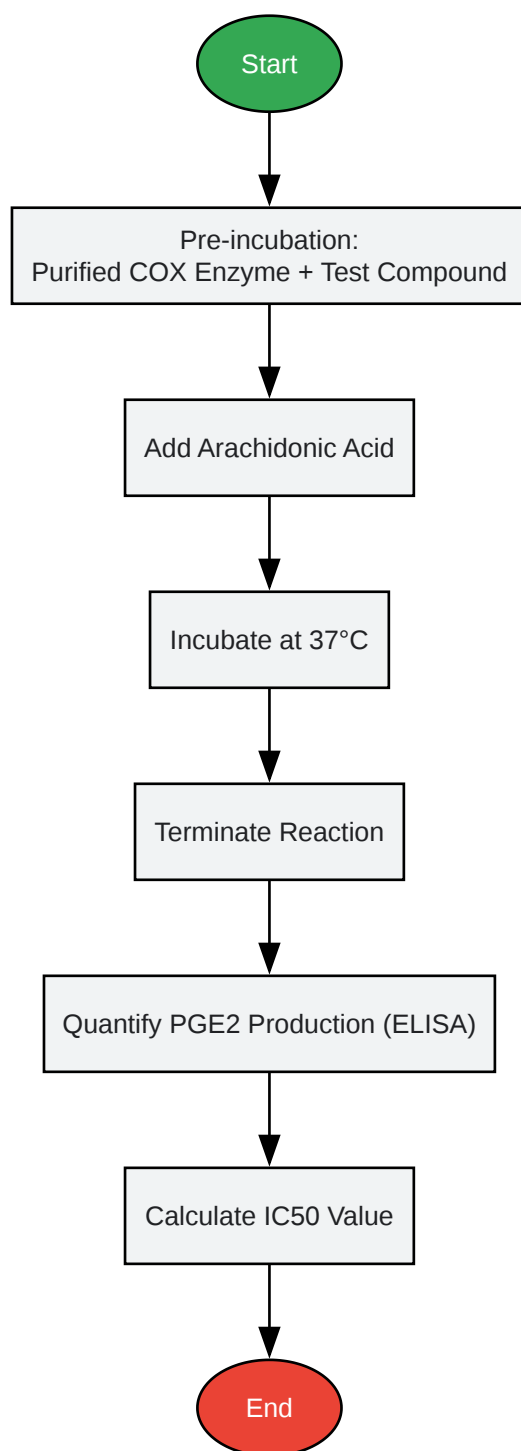 Start
Pre-incubation:
Purified COX Enzyme + Test Compound
Add Arachidonic Acid
Incubate at 37°C
Terminate Reaction
Quantify PGE2 Production (ELISA)
Calculate IC50 Value
End